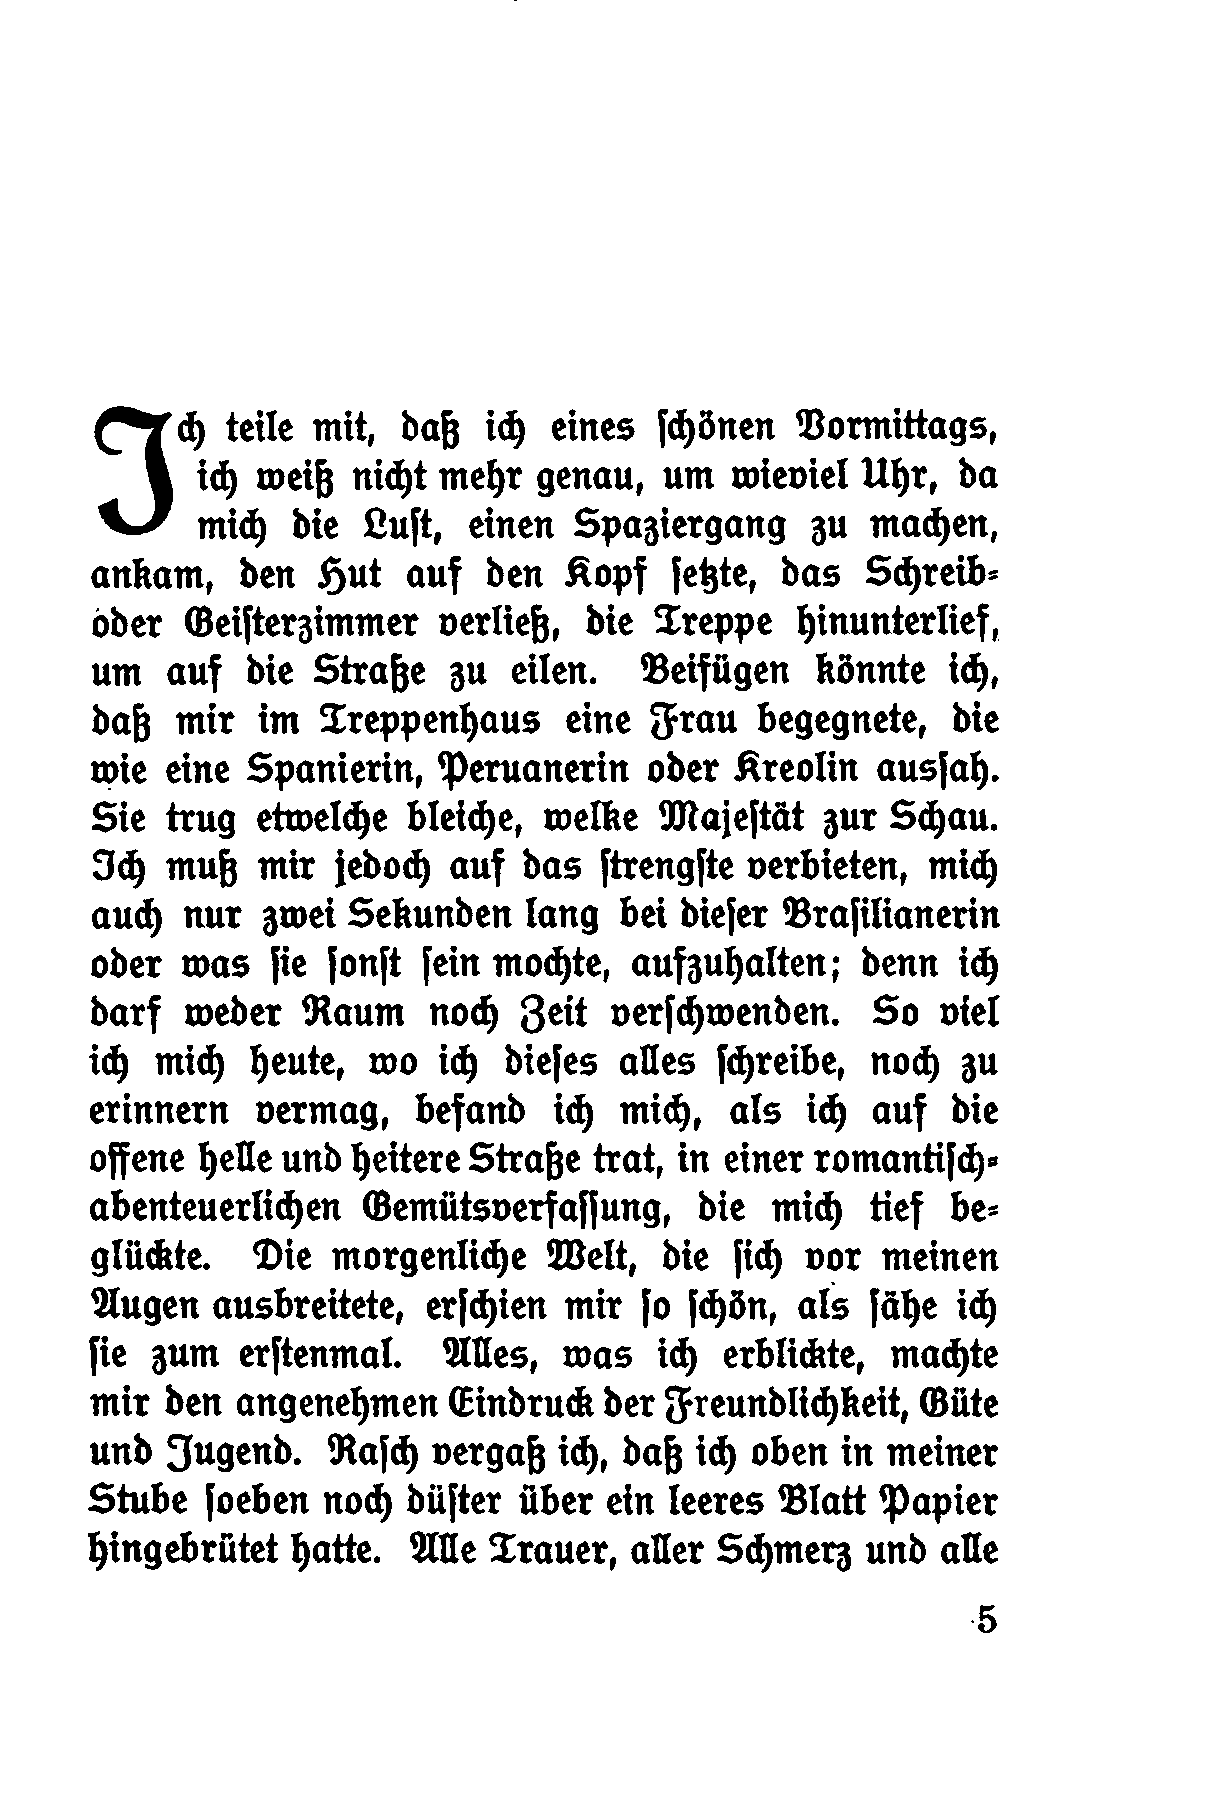 Ich teile mit, daß ich eines ſchönen Vormittags,
ich weiß nicht mehr genau, um wieviel Uhr, da
mich die Luſt, einen Spaziergang zu machen,
ankam, den Hut auf den Kopf ſetzte, das Schreib-
oder Geiſterzimmer verließ, die Treppe hinunterlief,
um auf die Straße zu eilen. Beifügen könnte ich,
daß mir im Treppenhaus eine Frau begegnete, die
wie eine Spanierin, Peruanerin oder Kreolin ausſah.
Sie trug etwelche bleiche, welke Majeſtät zur Schau.
Ich muß mir jedoch auf das ſtrengſte verbieten, mich
auch nur zwei Sekunden lang bei dieſer Braſilianerin
oder was ſie ſonſt ſein mochte, aufzuhalten; denn ich
darf weder Raum noch Zeit verſchwenden. So viel
ich mich heute, wo ich dieſes alles ſchreibe, noch zu
erinnern vermag, befand ich mich, als ich auf die
offene helle und heitere Straße trat, in einer romantiſch-
abenteuerlichen Gemütsverfaſſung, die mich tief be-
glückte. Die morgenliche Welt, die ſich vor meinen
Augen ausbreitete, erſchien mir ſo ſchön, als ſähe ich
ſie zum erſtenmal. Alles, was ich erblickte, machte
mir den angenehmen Eindruck der Freundlichkeit, Güte
und Jugend. Raſch vergaß ich, daß ich oben in meiner
Stube ſoeben noch düſter über ein leeres Blatt Papier
hingebrütet hatte. Alle Trauer, aller Schmerz und alle
5